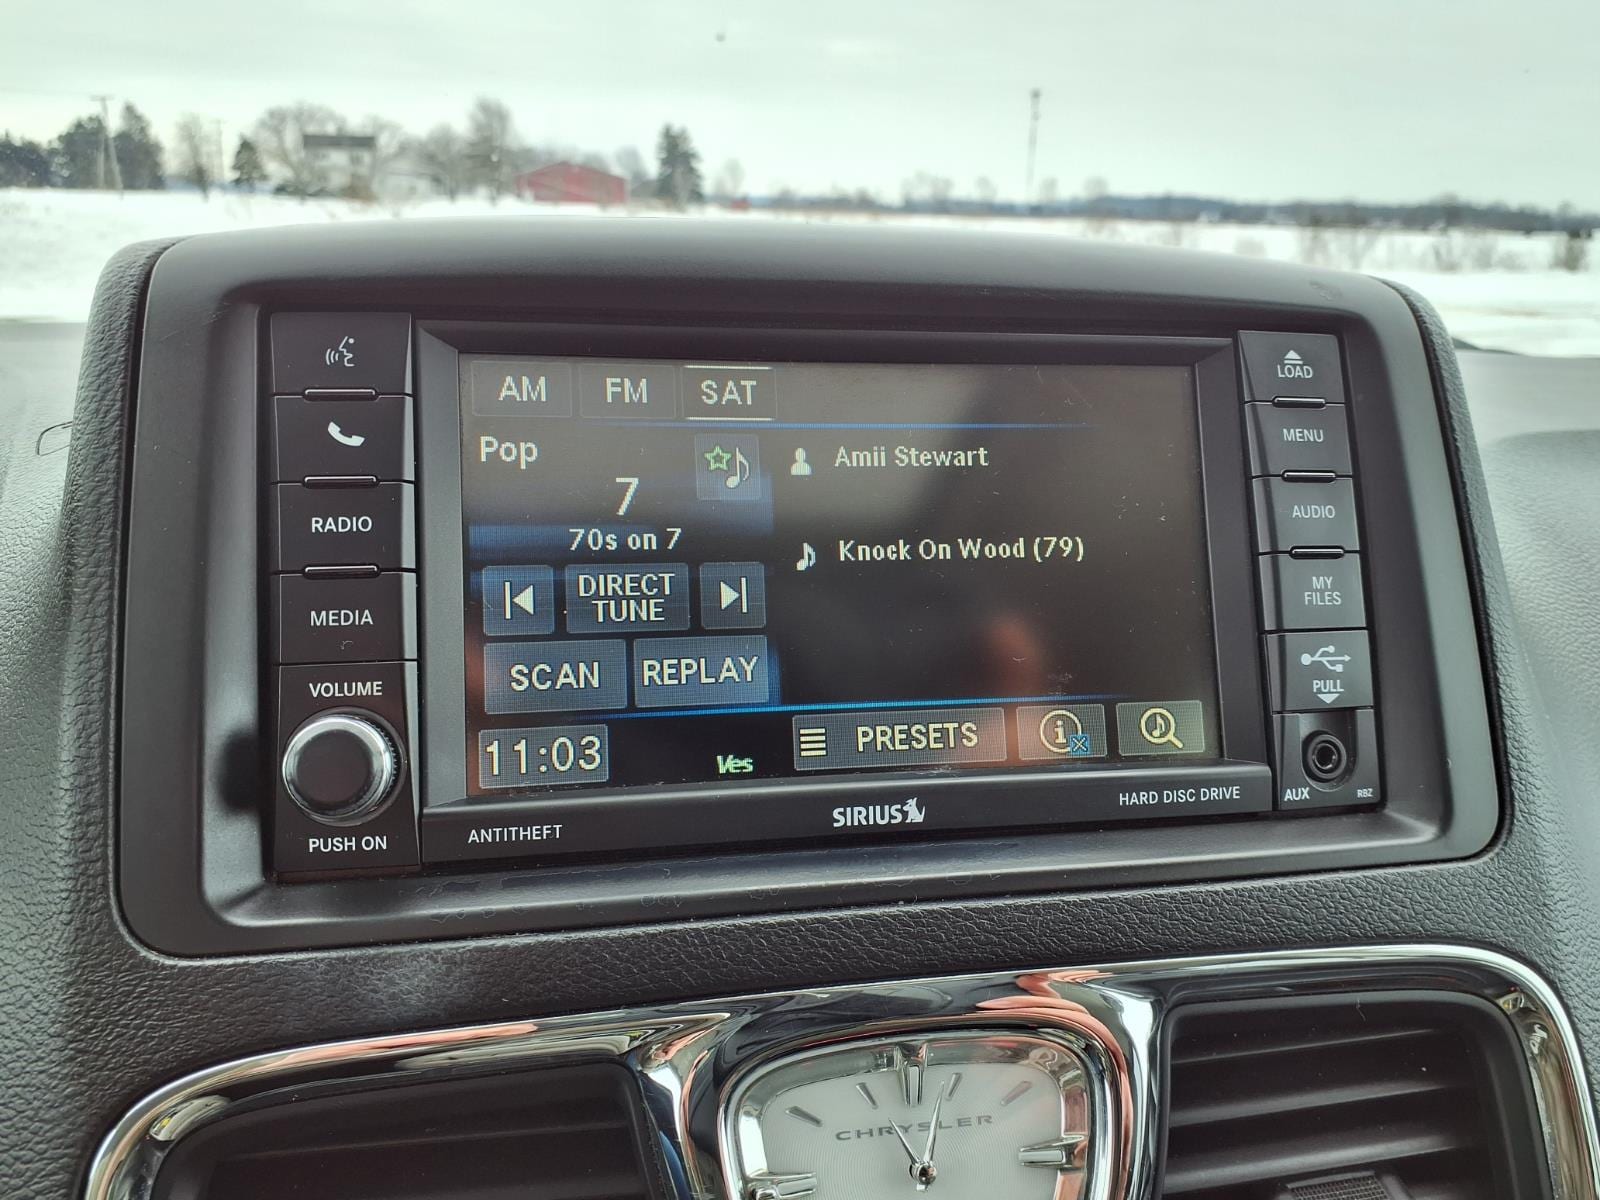 AM FM SAT
Pop
7
70s on 7
DIRECT
TUNE
SCAN REPLAY
11:03
Amii Stewart
Knock On Wood (79)
Ves
PRESETS
RADIO
MEDIA
VOLUME
PUSH ON
LOAD
MENU
AUDIO
MY
FILES
PULL
AUX RBZ
ANTITHEFT
SIRIUS
HARD DISC DRIVE
CHRYSLER